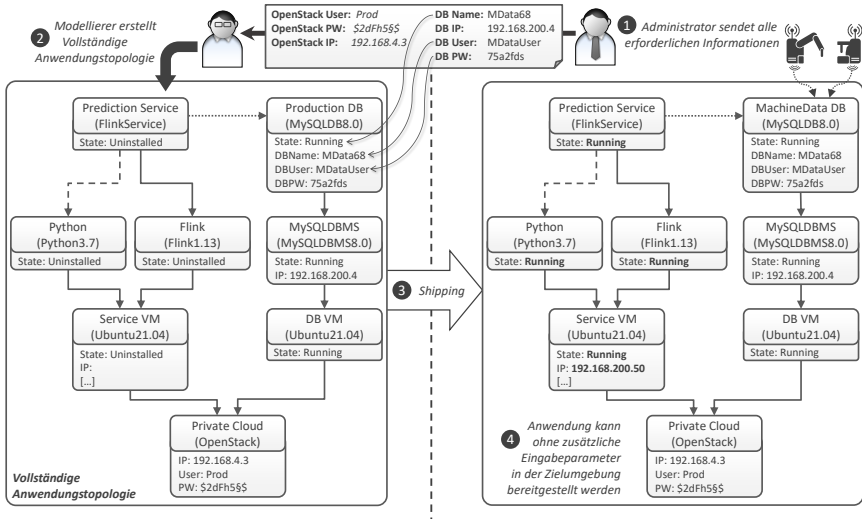 2 Modellierer erstellt
Vollständige
Anwendungstopologie
OpenStack User: Prod
OpenStack PW: $2dFh5§$
OpenStack IP: 192.168.4.3
DB Name: MData68
DB IP: 192.168.200.4
DB User: MDataUser
DB PW: 75a2fds
1 Administrator sendet alle
erforderlichen Informationen
Prediction Service
(FlinkService)
State: Uninstalled
Production DB
(MySQLDB8.0)
State: Running
DBName: MData68
DBUser: MDataUser
DBPW: 75a2fds
Python
(Python3.7)
State: Uninstalled
Flink
(Flink1.13)
State: Uninstalled
MySQLDBMS
(MySQLDBMS8.0)
State: Running
IP: 192.168.200.4
Service VM
(Ubuntu21.04)
State: Uninstalled
IP:
[...]
DB VM
(Ubuntu21.04)
State: Running
Private Cloud
(OpenStack)
IP: 192.168.4.3
User: Prod
PW: $2dFh5§$
Vollständige
Anwendungstopologie
3 Shipping
Prediction Service
(FlinkService)
State: Running
MachineData DB
(MySQLDB8.0)
State: Running
DBName: MData68
DBUser: MDataUser
DBPW: 75a2fds
Python
(Python3.7)
State: Running
Flink
(Flink1.13)
State: Running
MySQLDBMS
(MySQLDBMS8.0)
State: Running
IP: 192.168.200.4
Service VM
(Ubuntu21.04)
State: Running
IP: 192.168.200.50
[...]
DB VM
(Ubuntu21.04)
State: Running
Private Cloud
(OpenStack)
IP: 192.168.4.3
User: Prod
PW: $2dFh5§$
4 Anwendung kann
ohne zusätzliche
Eingabeparameter
in der Zielumgebung
bereitgestellt werden